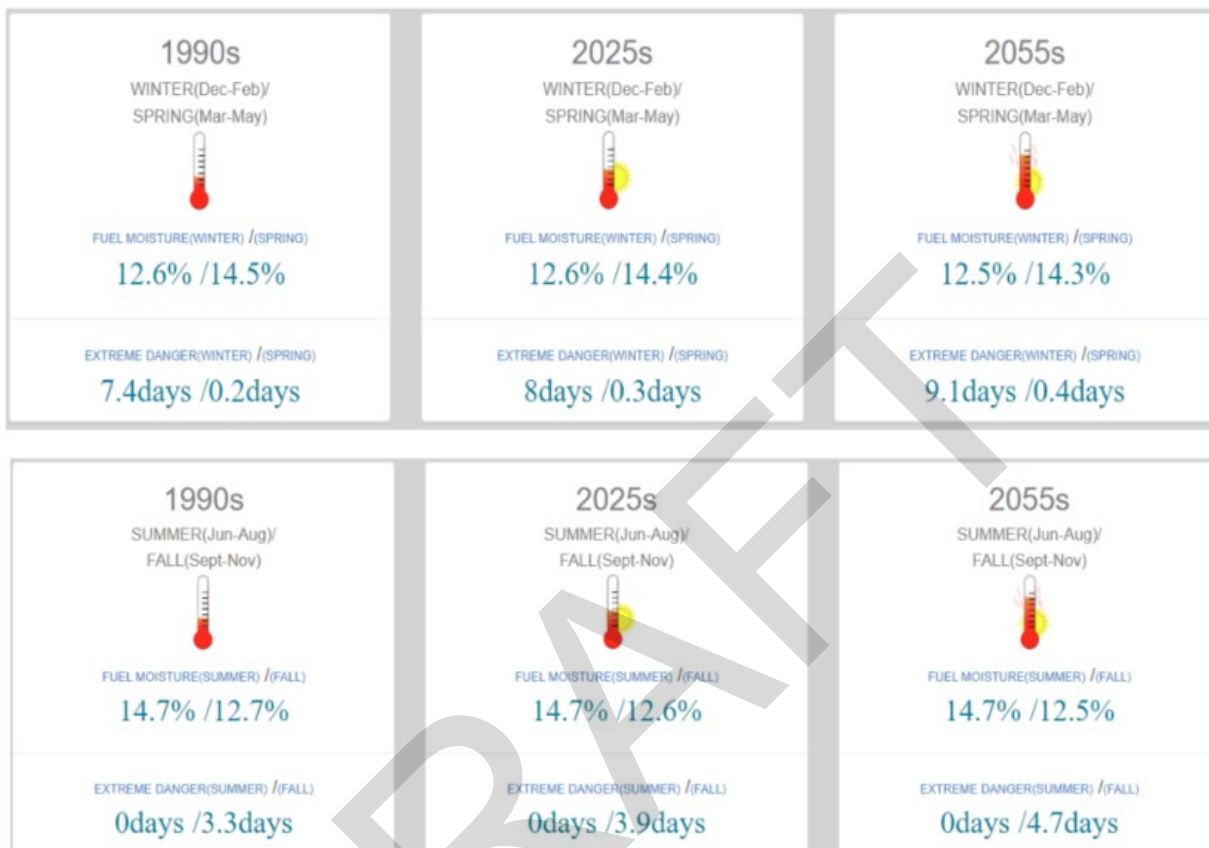 1990s
WINTER(Dec-Feb)/
SPRING(Mar-May)
FUEL MOISTURE(WINTER) /(SPRING)
12.6% /14.5%
EXTREME DANGER(WINTER) /(SPRING)
7.4days /0.2days
2025s
WINTER(Dec-Feb)/
SPRING(Mar-May)
FUEL MOISTURE(WINTER) /(SPRING)
12.6% /14.4%
EXTREME DANGER(WINTER) /(SPRING)
8days /0.3days
2055s
WINTER(Dec-Feb)/
SPRING(Mar-May)
FUEL MOISTURE(WINTER) /(SPRING)
12.5% /14.3%
EXTREME DANGER(WINTER) /(SPRING)
9.1days /0.4days
1990s
SUMMER(Jun-Aug)/
FALL(Sept-Nov)
FUEL MOISTURE(SUMMER) /(FALL)
14.7% /12.7%
EXTREME DANGER(SUMMER) /(FALL)
0days /3.3days
2025s
SUMMER(Jun-Aug)/
FALL(Sept-Nov)
FUEL MOISTURE(SUMMER) /(FALL)
14.7% /12.6%
EXTREME DANGER(SUMMER) /(FALL)
0days /3.9days
2055s
SUMMER(Jun-Aug)/
FALL(Sept-Nov)
FUEL MOISTURE(SUMMER) /(FALL)
14.7% /12.5%
EXTREME DANGER(SUMMER) /(FALL)
0days /4.7days
RAFT